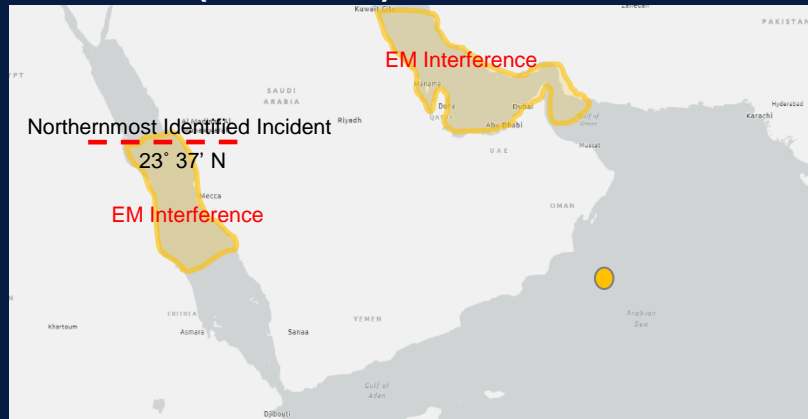 Kuwait City
PAKISTAN
EM Interference
Manama
SAUDI
ARABIA
Hyderabad
Riyadh
Doha
Dubai
Gulf of
Oman
QATAR
Abu Dhabi
Karachi
Northernmost Identified Incident
23° 37' N
UAE
Muscat
Mecca
EM Interference
OMAN
ERITREA
Arabian
Sea
Khartoum
Asmara
Sanaa
YEMEN
Gulf of
Aden
Djibouti